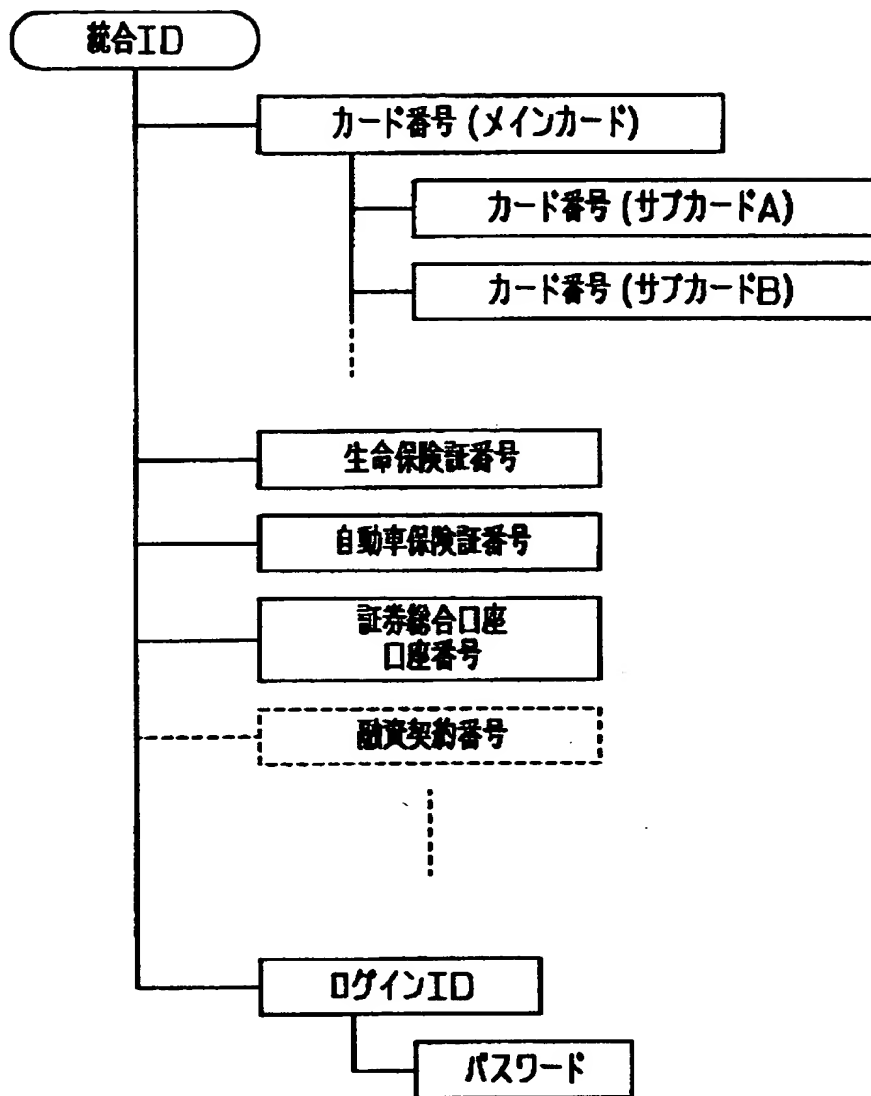 統合ID
カード番号 (メインカード)
カード番号 (サブカードA)
カード番号 (サブカードB)
生命保険証番号
自動車保険証番号
証券総合口座
口座番号
融資契約番号
ログインID
パスワード